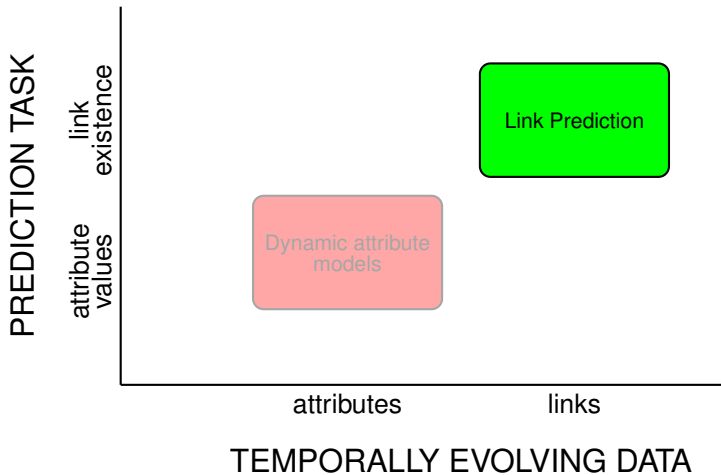 PREDICTION TASK
link
existence
attribute
values
Link Prediction
Dynamic attribute
models
attributes
links
TEMPORALLY EVOLVING DATA